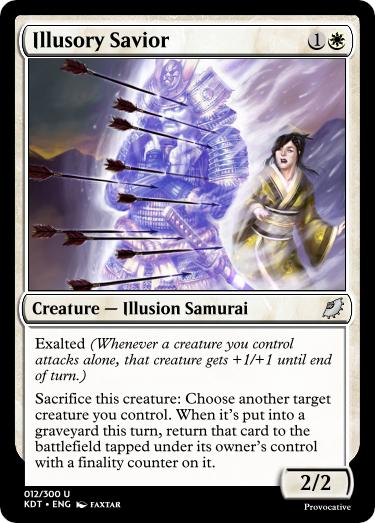 Illusory Savior 1
Creature — Illusion Samurai
Exalted (Whenever a creature you control
attacks alone, that creature gets +1/+1 until end
of turn.)
Sacrifice this creature: Choose another target
creature you control. When it's put into a
graveyard this turn, return that card to the
battlefield tapped under its owner's control
with a finality counter on it.
2/2
012/300 U
KDT • ENG FAXTAR
Provocative